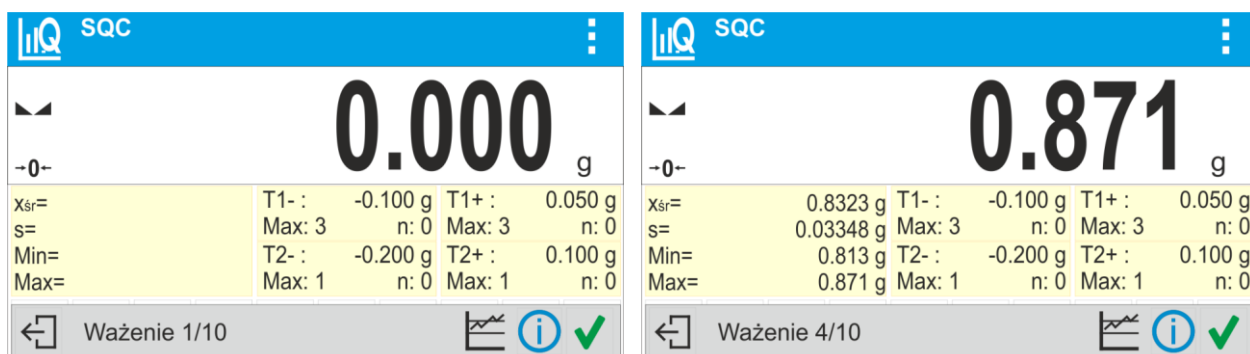 SQC
0.000 g
→0←
xśr=
s=
Min=
Max=
T1- : -0.100 g
Max: 3 n: 0
T2- : -0.200 g
Max: 1 n: 0
T1+ : 0.050 g
Max: 3 n: 0
T2+ : 0.100 g
Max: 1 n: 0
Ważenie 1/10
SQC
0.871 g
→0←
xśr= 0.8323 g
s= 0.03348 g
Min= 0.813 g
Max= 0.871 g
T1- : -0.100 g
Max: 3 n: 0
T2- : -0.200 g
Max: 1 n: 0
T1+ : 0.050 g
Max: 3 n: 0
T2+ : 0.100 g
Max: 1 n: 0
Ważenie 4/10